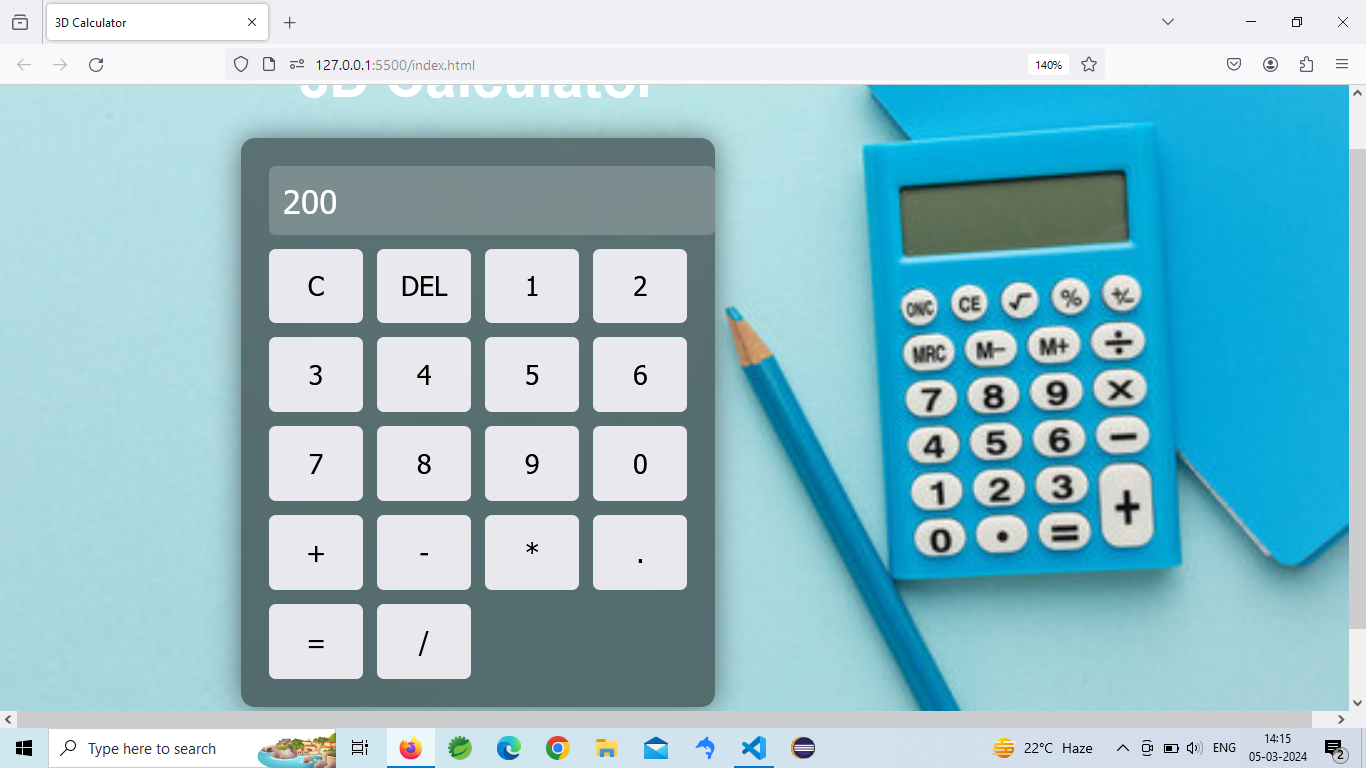 3D Calculator
127.0.0.1:5500/index.html
140%
3D Calculator
200
C DEL 1 2
3 4 5 6
7 8 9 0
+ - * .
= /
ON/C CE √ % +/-
MRC M− M+ ÷
7 8 9 ×
4 5 6 −
1 2 3 +
0 • =
Type here to search
22°C Haze
ENG
14:15
05-03-2024
2